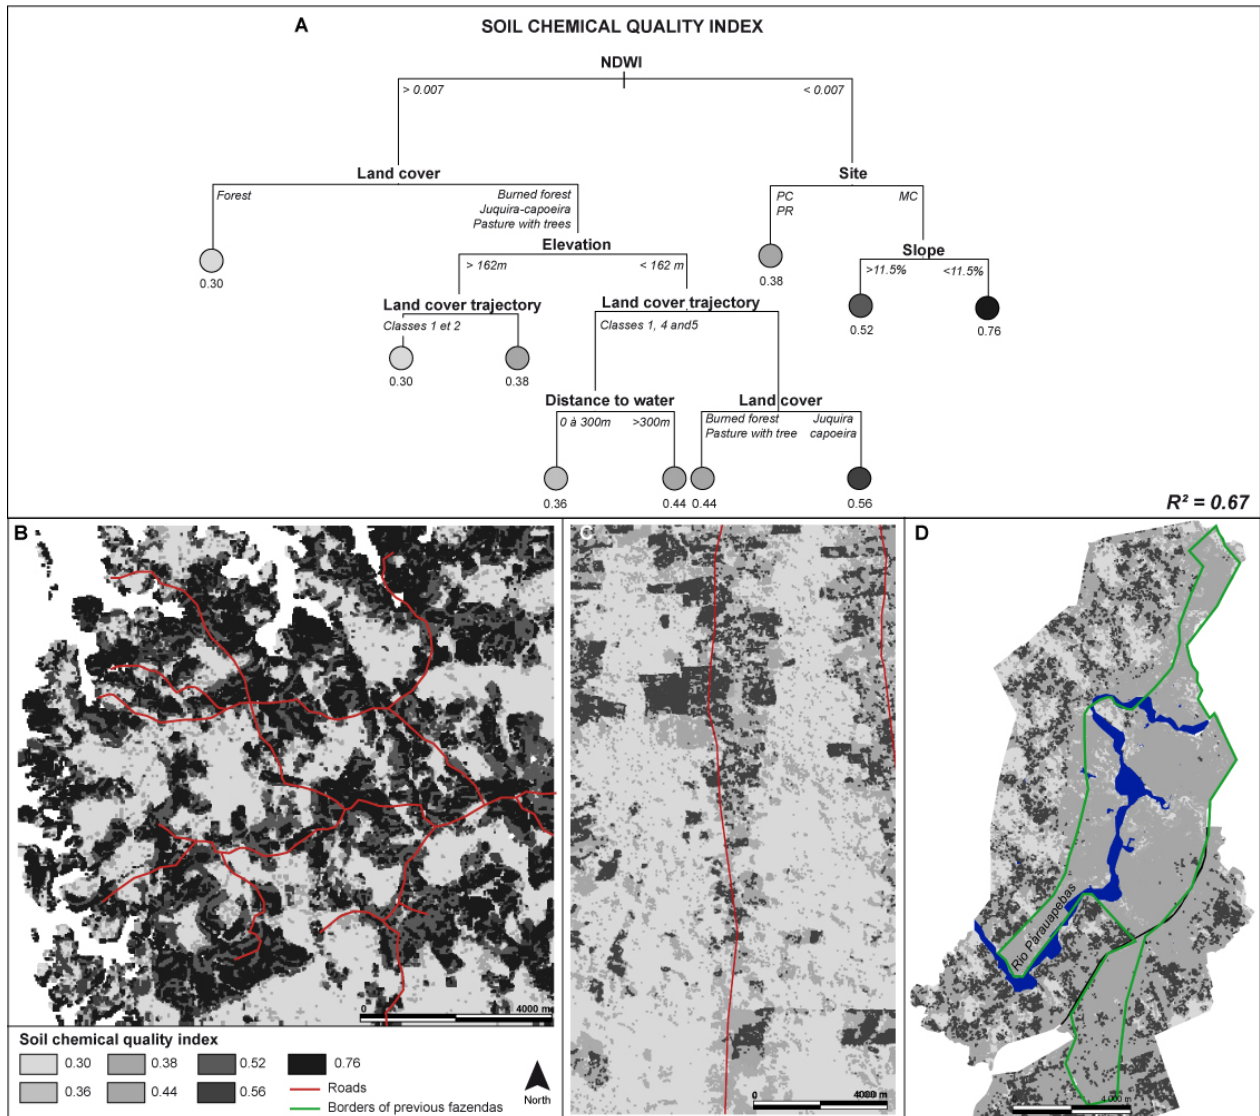 A
SOIL CHEMICAL QUALITY INDEX
NDWI
> 0.007
< 0.007
Land cover
Site
Forest
Burned forest
Juquira-capoeira
Pasture with trees
PC
PR
MC
Elevation
Slope
> 162m
< 162 m
>11.5%
<11.5%
0.30
0.38
Land cover trajectory
Land cover trajectory
Classes 1 et 2
Classes 1, 4 and5
0.52
0.76
0.30
0.38
Distance to water
Land cover
0 à 300m
>300m
Burned forest
Pasture with tree
Juquira
capoeira
0.36
0.44
0.44
0.56
R² = 0.67
B
C
D
Rio Parauapebas
0
4000 m
Soil chemical quality index
0.30
0.38
0.52
0.76
0.36
0.44
0.56
Roads
Borders of previous fazendas
North
0
4000 m
4 000 m